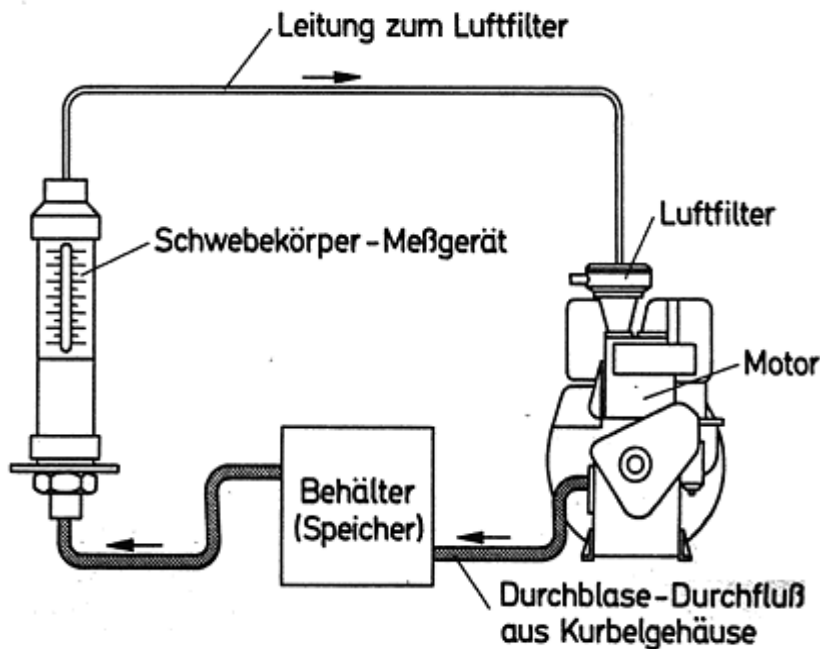 Leitung zum Luftfilter
Luftfilter
Schwebekörper-Meßgerät
Motor
Behälter
(Speicher)
Durchblase-Durchfluß
aus Kurbelgehäuse